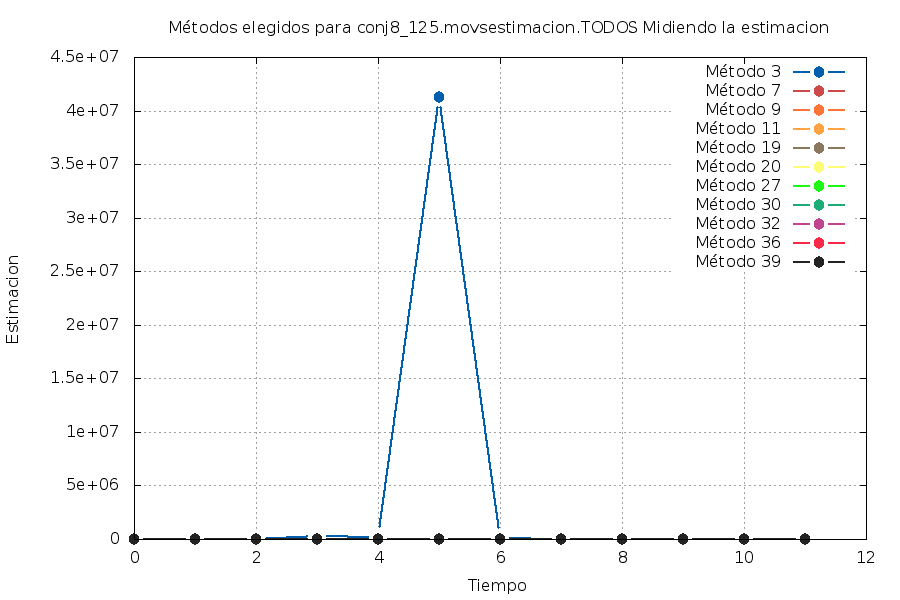 Métodos elegidos para conj8_125.movsestimacion.TODOS Midiendo la estimacion
4.5e+07
4e+07
3.5e+07
3e+07
2.5e+07
2e+07
1.5e+07
1e+07
5e+06
0
Estimacion
Método 3
Método 7
Método 9
Método 11
Método 19
Método 20
Método 27
Método 30
Método 32
Método 36
Método 39
0 2 4 6 8 10 12
Tiempo